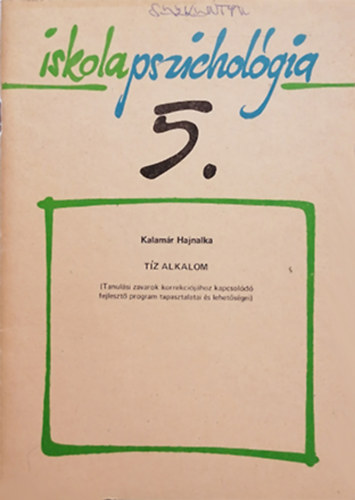 iskolapszichológia
5.
Kalamár Hajnalka
TÍZ ALKALOM
(Tanulási zavarok korrekciójához kapcsolódó
fejlesztő program tapasztalatai és lehetőségei)